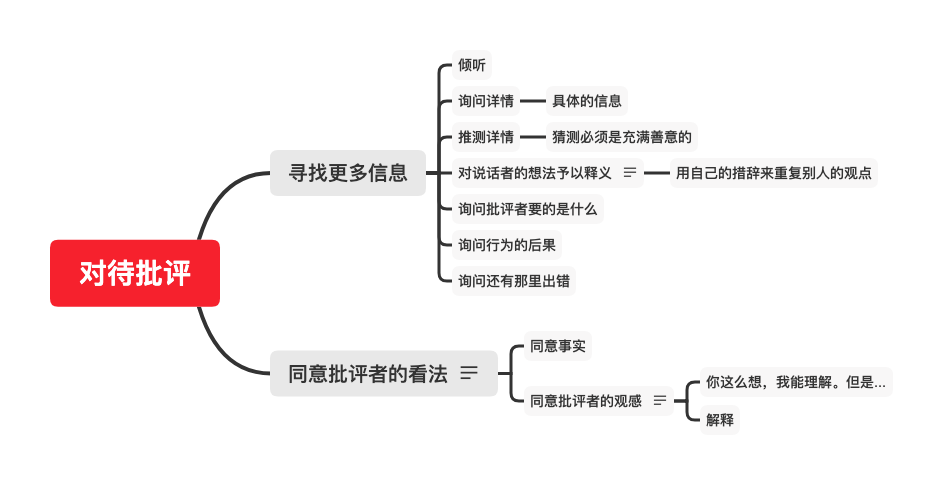 对待批评
寻找更多信息
倾听
询问详情
具体的信息
推测详情
猜测必须是充满善意的
对说话者的想法予以释义
用自己的措辞来重复别人的观点
询问批评者要的是什么
询问行为的后果
询问还有那里出错
同意批评者的看法
同意事实
同意批评者的观感
你这么想，我能理解。但是...
解释